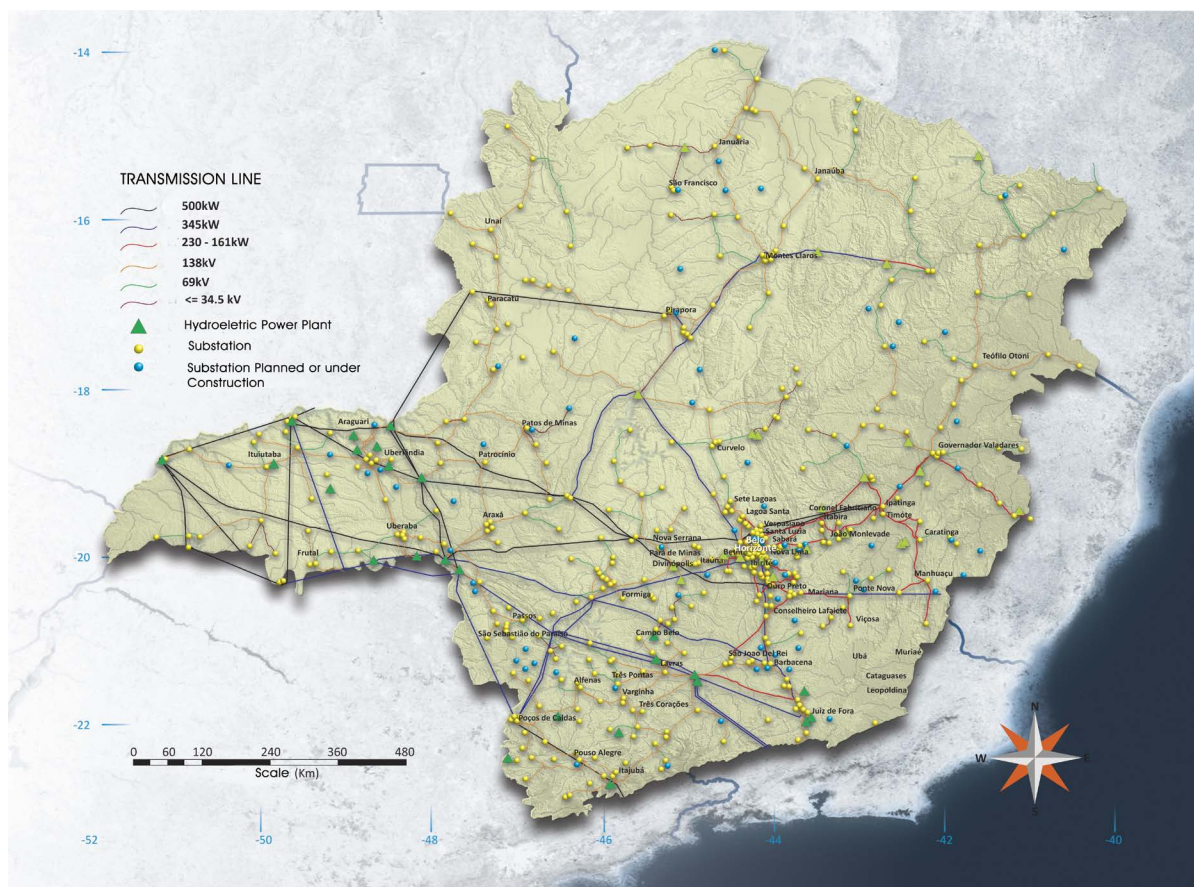 -14
-16
-18
-20
-22
-52
-50
-48
-46
-44
-42
-40
TRANSMISSION LINE
500kW
345kW
230 - 161kW
138kV
69kV
<= 34.5 kV
Hydroeletric Power Plant
Substation
Substation Planned or under
Construction
Januária
Janaúba
São Francisco
Unaí
Montes Claros
Paracatu
Pirapora
Teófilo Otoni
Araguari
Patos de Minas
Ituiutaba
Uberlândia
Patrocínio
Curvelo
Governador Valadares
Sete Lagoas
Lagoa Santa
Coronel Fabriciano
Ipatinga
Itabira
Timóte
Araxá
Vespasiano
Santa Luzia
Sabará
Uberaba
Nova Serrana
Belo
Horizonte
João Monlevade
Caratinga
Frutal
Pará de Minas
Nova Lima
Divinópolis
Itauna
Manhuaçu
Ouro Preto
Mariana
Ponte Nova
Formiga
Conselheiro Lafaiete
Viçosa
Passos
São Sebastião do Paraíso
Campo Belo
São Joao Del Rei
Barbacena
Ubá
Muriaé
Lavras
Três Pontas
Alfenas
Varginha
Três Corações
Cataguases
Leopoldina
Poços de Caldas
Juiz de Fora
Pouso Alegre
Itajubá
0 60 120 240 360 480
Scale (Km)
N
W
E
S